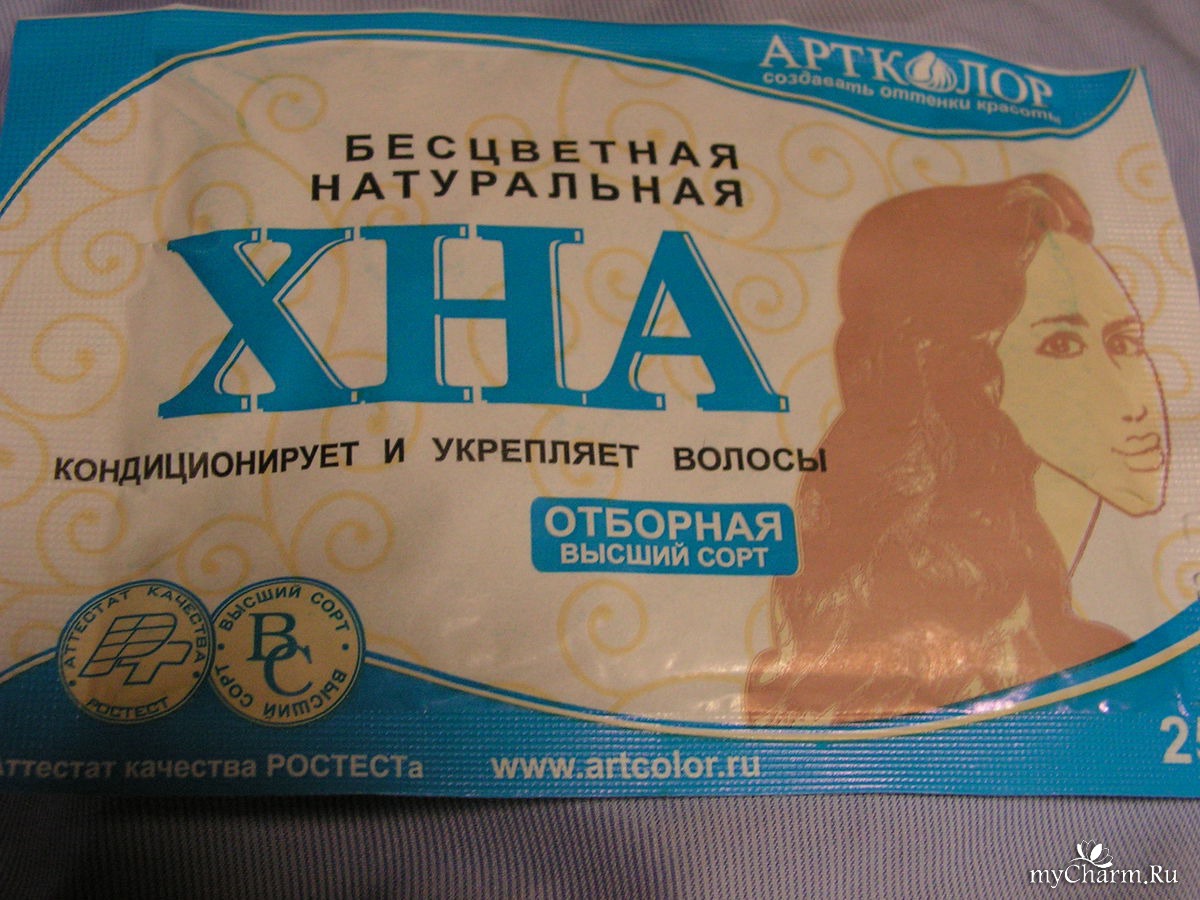 АРТКОЛОР
создавать оттенки красоты
БЕСЦВЕТНАЯ
НАТУРАЛЬНАЯ
ХНА
КОНДИЦИОНИРУЕТ И УКРЕПЛЯЕТ ВОЛОСЫ
ОТБОРНАЯ
ВЫСШИЙ СОРТ
АТТЕСТАТ КАЧЕСТВА
РОСТЕСТ
ВЫСШИЙ СОРТ
ВС
ВЫСШИЙ СОРТ
Аттестат качества РОСТЕСТа
www.artcolor.ru
myCharm.Ru